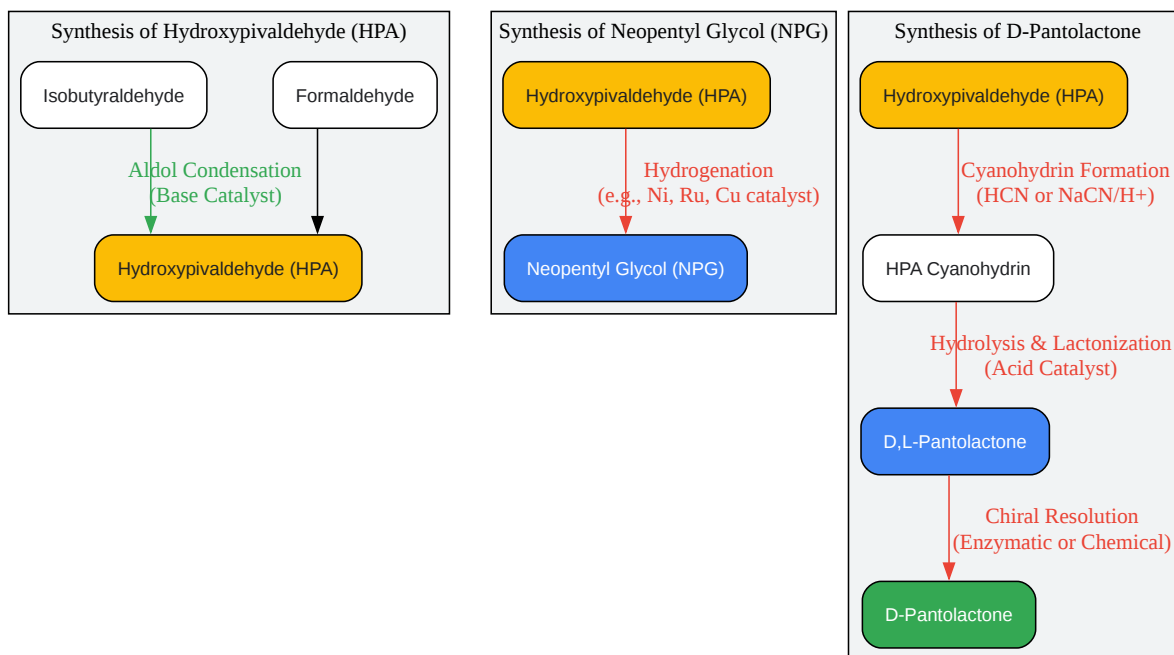 Synthesis of Hydroxypivaldehyde (HPA)
Isobutyraldehyde
Formaldehyde
Aldol Condensation
(Base Catalyst)
Hydroxypivaldehyde (HPA)
Synthesis of Neopentyl Glycol (NPG)
Hydroxypivaldehyde (HPA)
Hydrogenation
(e.g., Ni, Ru, Cu catalyst)
Neopentyl Glycol (NPG)
Synthesis of D-Pantolactone
Hydroxypivaldehyde (HPA)
Cyanohydrin Formation
(HCN or NaCN/H+)
HPA Cyanohydrin
Hydrolysis & Lactonization
(Acid Catalyst)
D,L-Pantolactone
Chiral Resolution
(Enzymatic or Chemical)
D-Pantolactone